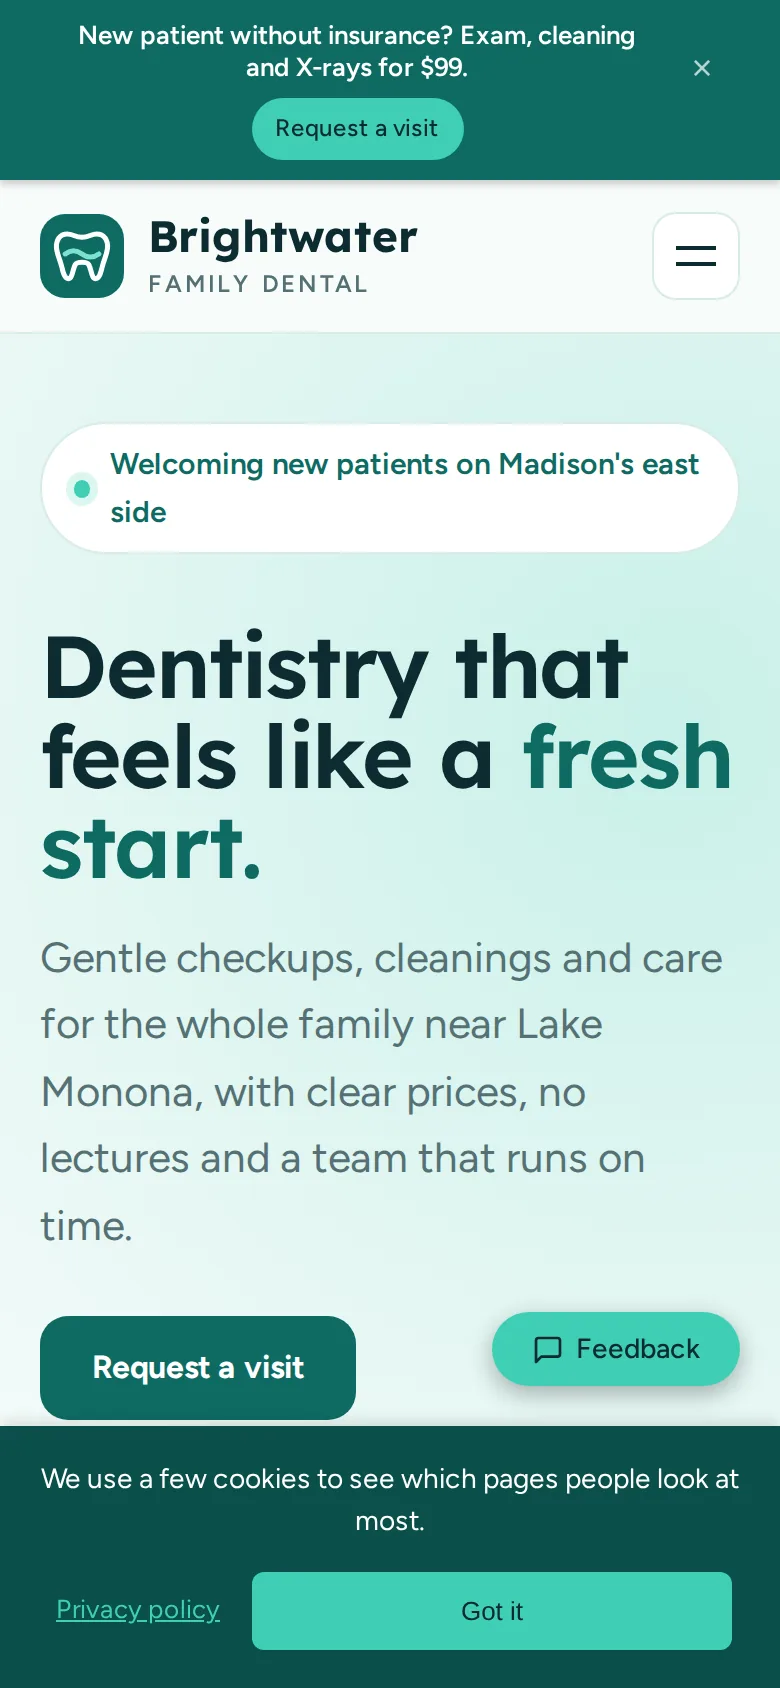 New patient without insurance? Exam, cleaning
and X-rays for $99.
Request a visit
Brightwater
FAMILY DENTAL
Welcoming new patients on Madison's east
side
Dentistry that
feels like a fresh
start.
Gentle checkups, cleanings and care
for the whole family near Lake
Monona, with clear prices, no
lectures and a team that runs on
time.
Request a visit
Feedback
We use a few cookies to see which pages people look at
most.
Privacy policy
Got it